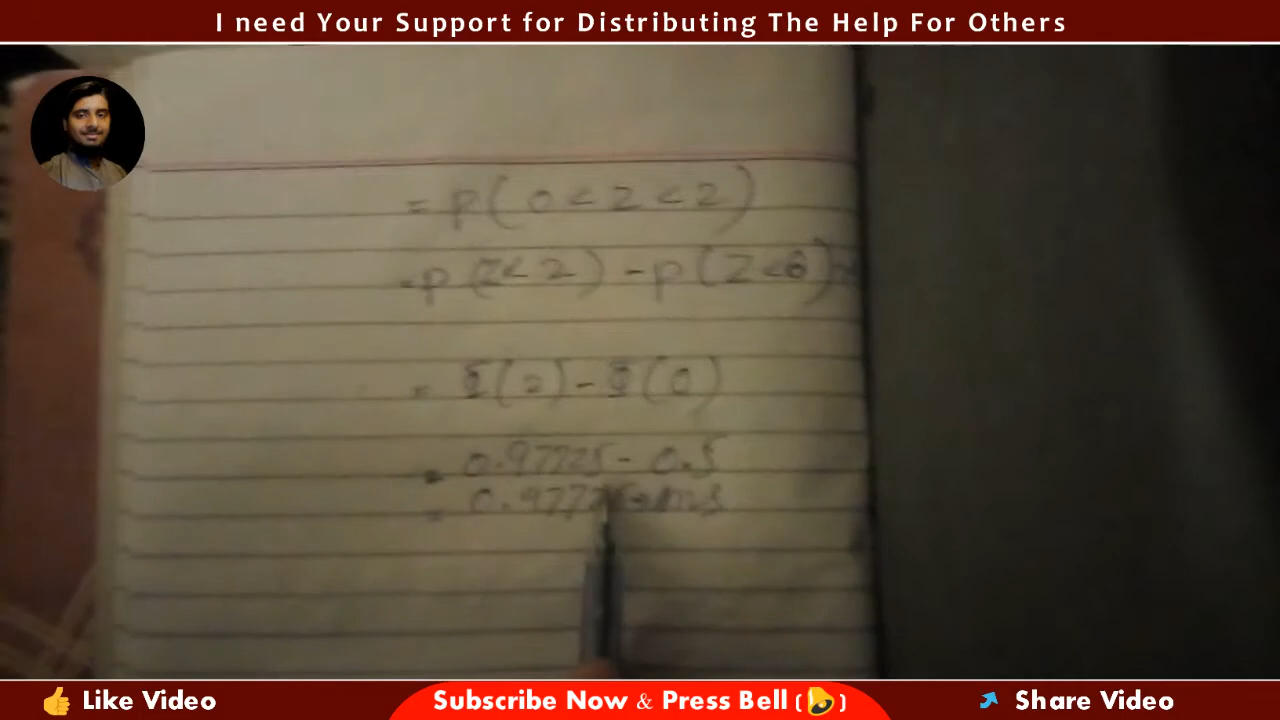 I need Your Support for Distributing The Help For Others
= P(0<Z<2)
= P(Z<2) - P(Z<0)
= Φ(2) - Φ(0)
= 0.97725 - 0.5
=
👍 Like Video
Subscribe Now & Press Bell (🔔)
Share Video